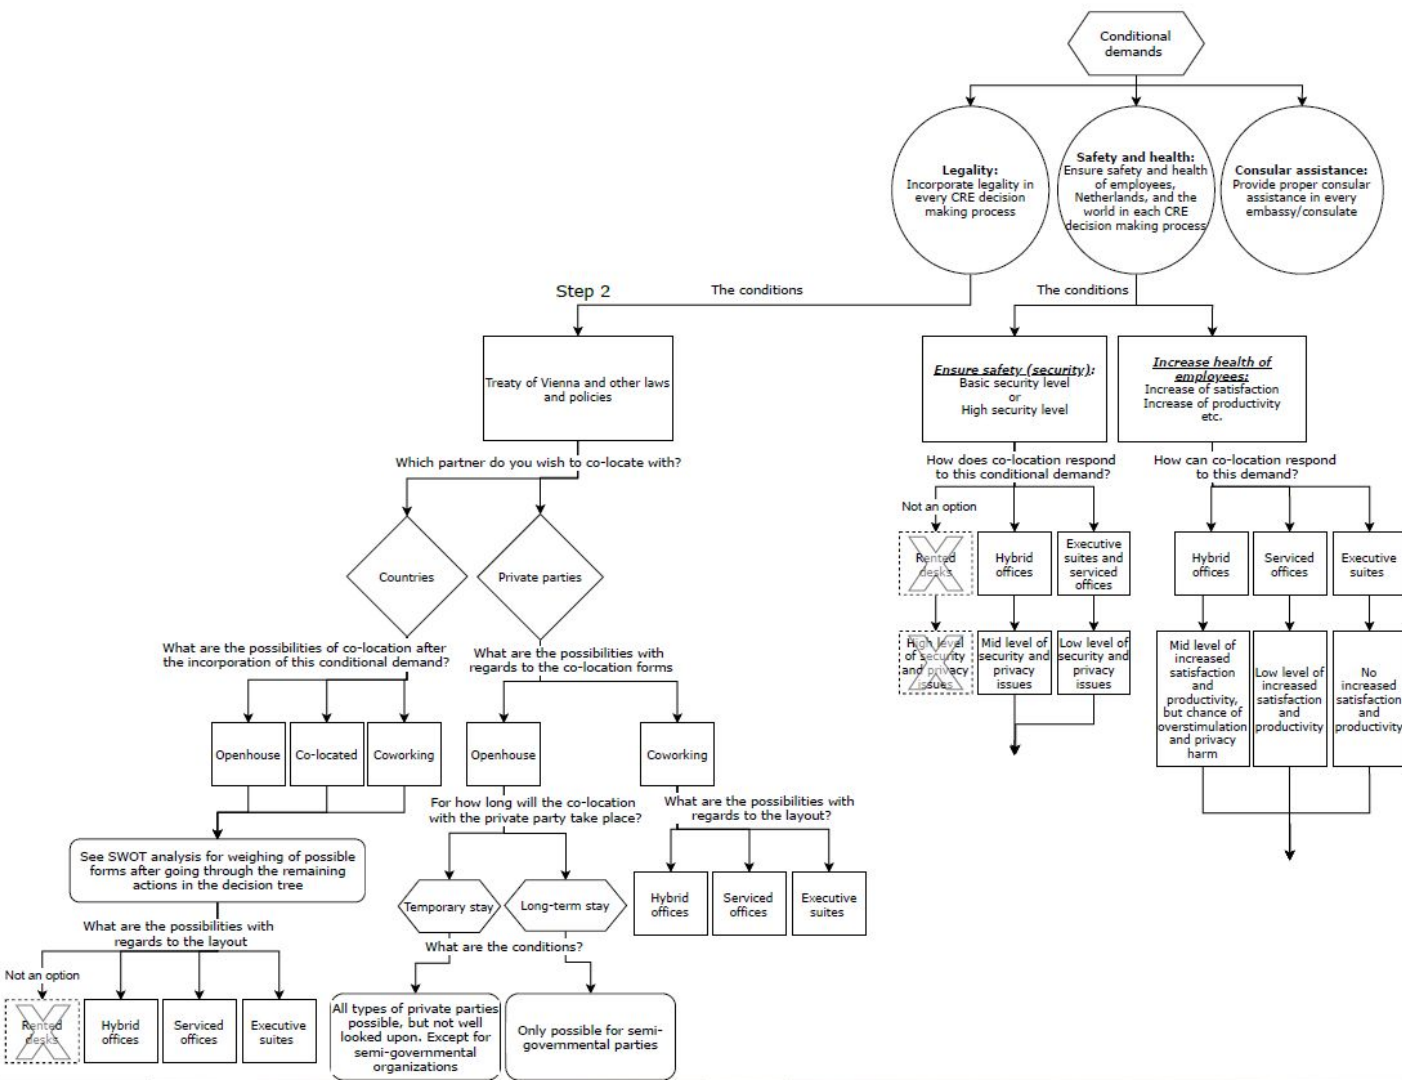 Conditional
demands
Legality:
Incorporate legality in
every CRE decision
making process
Safety and health:
Ensure safety and health
of employees,
Netherlands, and the
world in each CRE
decision making process
Consular assistance:
Provide proper consular
assistance in every
embassy/consulate
Step 2
The conditions
The conditions
Treaty of Vienna and other laws
and policies
Ensure safety (security):
Basic security level
or
High security level
Increase health of
employees:
Increase of satisfaction
Increase of productivity
etc.
Which partner do you wish to co-locate with?
How does co-location respond
to this conditional demand?
How can co-location respond
to this demand?
Not an option
Countries
Private parties
Rented
desks
Hybrid
offices
Executive
suites and
serviced
offices
Hybrid
offices
Serviced
offices
Executive
suites
What are the possibilities of co-location after
the incorporation of this conditional demand?
What are the possibilities with
regards to the co-location forms
High level
of security
and privacy
issues
Mid level of
security and
privacy
issues
Low level of
security and
privacy
issues
Mid level of
increased
satisfaction
and
productivity,
but chance of
overstimulation
and privacy
harm
Low level of
increased
satisfaction
and
productivity
No
increased
satisfaction
and
productivity
Openhouse
Co-located
Coworking
Openhouse
Coworking
For how long will the co-location
with the private party take place?
What are the possibilities with
regards to the layout?
See SWOT analysis for weighing of possible
forms after going through the remaining
actions in the decision tree
Temporary stay
Long-term stay
Hybrid
offices
Serviced
offices
Executive
suites
What are the possibilities with
regards to the layout
What are the conditions?
Not an option
Rented
desks
Hybrid
offices
Serviced
offices
Executive
suites
All types of private parties
possible, but not well
looked upon. Except for
semi-governmental
organizations
Only possible for semi-
governmental parties